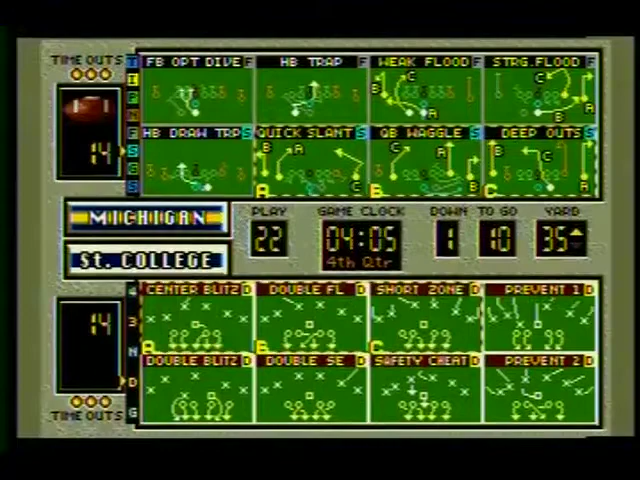 TIME OUTS
FB OPT DIVE F
HB TRAP F
WEAK FLOOD F
STRG.FLOOD F
B C C B A A
14
HB DRAW TRP S
QUICK SLANT S
QB WAGGLE S
DEEP OUTS S
B A A C
C A B B
B C C A
MICHIGAN
St. COLLEGE
PLAY
22
GAME CLOCK
04:05
4th Qtr
DOWN
1
TO GO
10
YARD
35
14
TIME OUTS
CENTER BLITZ D
DOUBLE FL D
SHORT ZONE D
PREVENT 1 D
A B C
DOUBLE BLITZ D
DOUBLE SE D
SAFETY CHEAT D
PREVENT 2 D
4
3
N
D
G